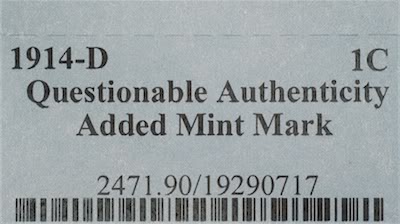 1914-D 1C
Questionable Authenticity
Added Mint Mark
2471.90/19290717